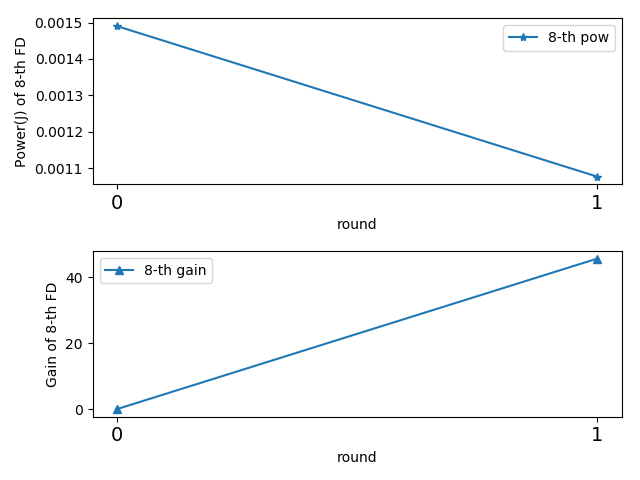 0.0015
0.0014
0.0013
0.0012
0.0011
Power(J) of 8-th FD
8-th pow
0 1
round
40
20
0
Gain of 8-th FD
8-th gain
0 1
round